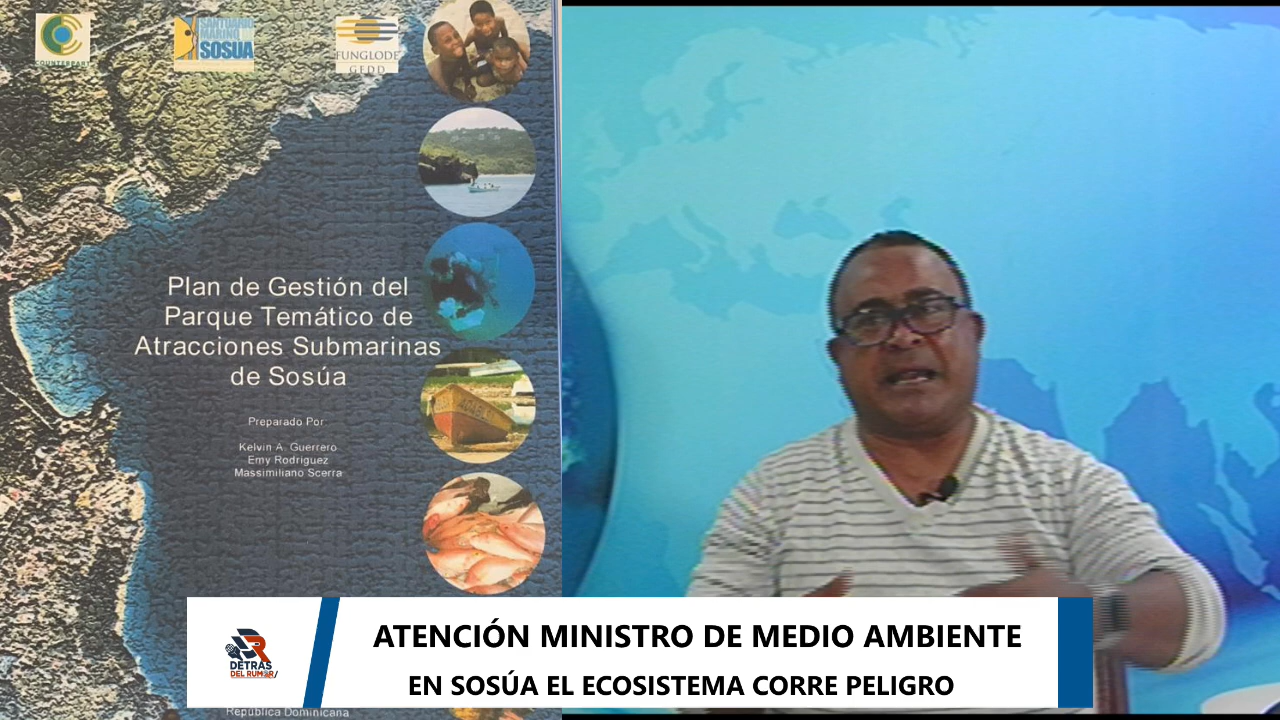 COUNTERPART
SANTUARIO
MARINO
SOSUA
FUNGLODE
GEDD
Plan de Gestión del
Parque Temático de
Atracciones Submarinas
de Sosúa
Preparado Por:
Kelvin A. Guerrero
Emy Rodriguez
Massimiliano Scerra
República Dominicana
DETRAS
DEL RUMOR/
ATENCIÓN MINISTRO DE MEDIO AMBIENTE
EN SOSÚA EL ECOSISTEMA CORRE PELIGRO